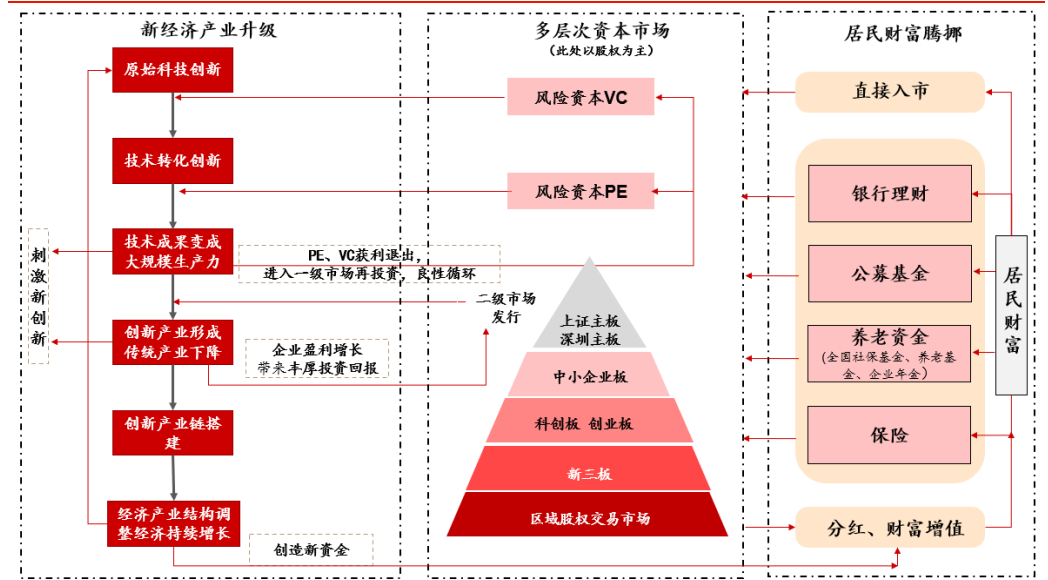 新经济产业升级
原始科技创新
技术转化创新
技术成果变成
大规模生产力
创新产业形成
传统产业下降
创新产业链搭
建
经济产业结构调
整经济持续增长
刺
激
新
创
新
PE、VC获利退出，
进入一级市场再投资，良性循环
企业盈利增长
带来丰厚投资回报
创造新资金
多层次资本市场
（此处以股权为主）
风险资本VC
风险资本PE
二级市场
发行
上证主板
深圳主板
中小企业板
科创板 创业板
新三板
区域股权交易市场
居民财富腾挪
直接入市
银行理财
公募基金
养老资金
(全国社保基金、养老基
金、企业年金）
保险
分红、财富增值
居
民
财
富